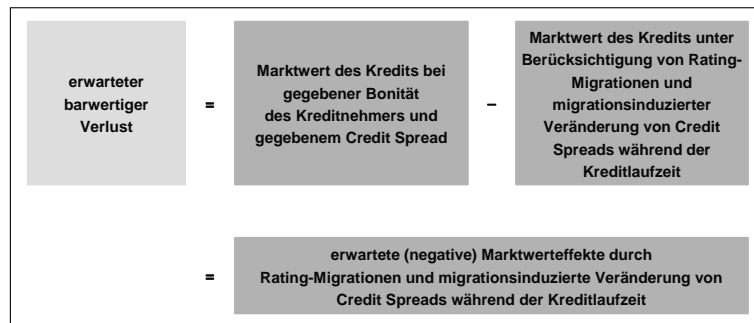 erwarteter
barwertiger
Verlust
=
Marktwert des Kredits bei
gegebener Bonität
des Kreditnehmers und
gegebenem Credit Spread
–
Marktwert des Kredits unter
Berücksichtigung von Rating-
Migrationen und
migrationsinduzierter
Veränderung von Credit
Spreads während der
Kreditlaufzeit
=
erwartete (negative) Marktwerteffekte durch
Rating-Migrationen und migrationsinduzierte Veränderung von
Credit Spreads während der Kreditlaufzeit